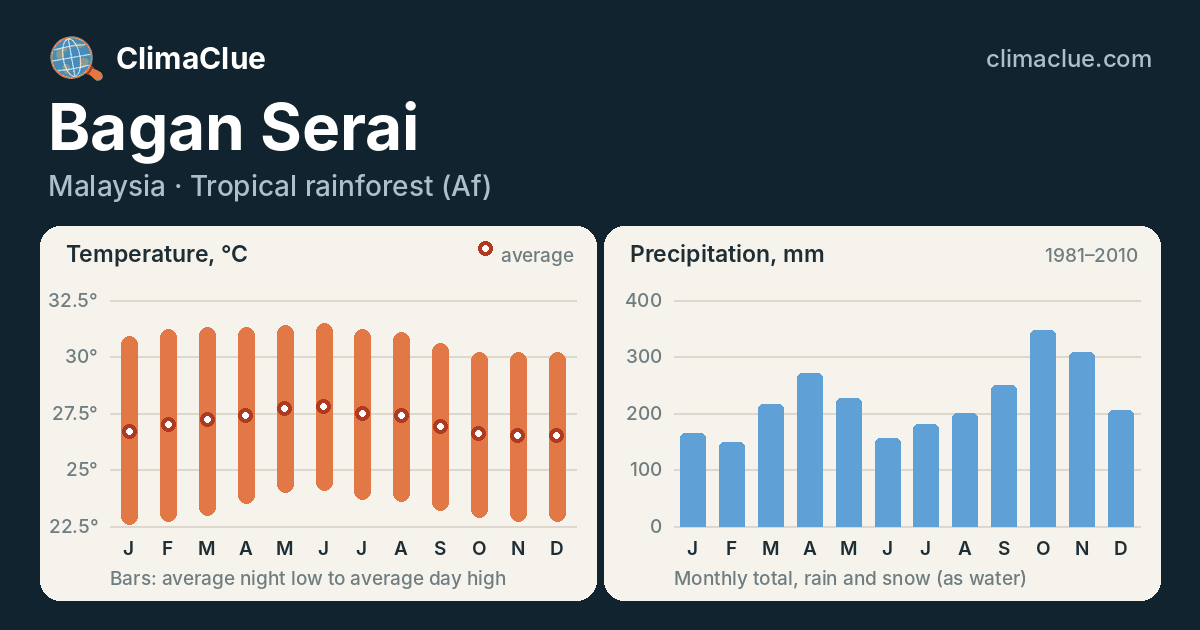 ClimaClue
climaclue.com
Bagan Serai
Malaysia · Tropical rainforest (Af)
Temperature, °C
average
32.5°
30°
27.5°
25°
22.5°
J F M A M J J A S O N D
Bars: average night low to average day high
Precipitation, mm
1981–2010
400
300
200
100
0
J F M A M J J A S O N D
Monthly total, rain and snow (as water)